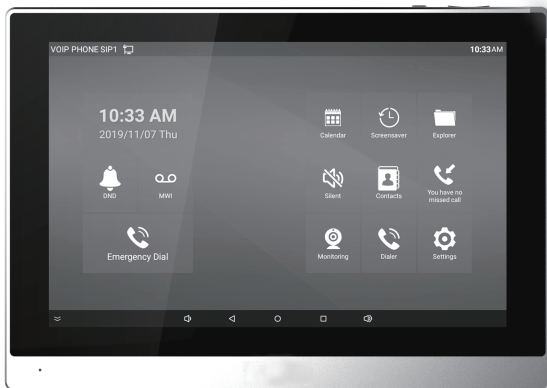 VOIP PHONE SIP1
10:33AM
10:33 AM
2019/11/07 Thu
DND
MWI
Emergency Dial
Calendar
Screensaver
Explorer
Silent
Contacts
You have no
missed call
Monitoring
Dialer
Settings